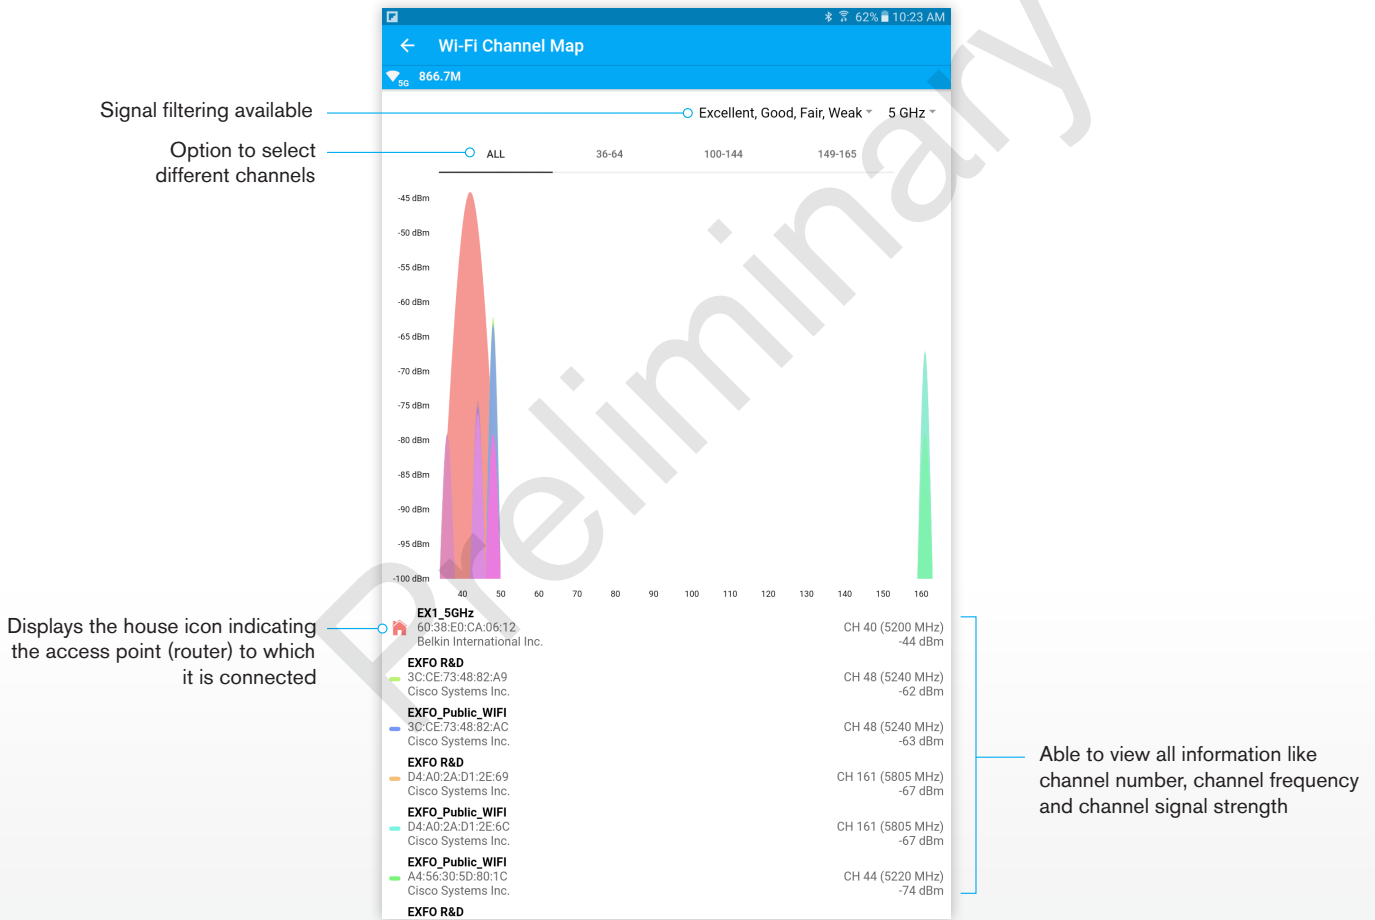 62% 10:23 AM
Wi-Fi Channel Map
5G 866.7M
Signal filtering available
Excellent, Good, Fair, Weak 5 GHz
Option to select
different channels
ALL 36-64 100-144 149-165
-45 dBm
-50 dBm
-55 dBm
-60 dBm
-65 dBm
-70 dBm
-75 dBm
-80 dBm
-85 dBm
-90 dBm
-95 dBm
-100 dBm
40 50 60 70 80 90 100 110 120 130 140 150 160
Displays the house icon indicating
the access point (router) to which
it is connected
EX1_5GHz
60:38:E0:CA:06:12 CH 40 (5200 MHz)
Belkin International Inc. -44 dBm
EXFO R&D
3C:CE:73:48:82:A9 CH 48 (5240 MHz)
Cisco Systems Inc. -62 dBm
EXFO_Public_WIFI
3C:CE:73:48:82:AC CH 48 (5240 MHz)
Cisco Systems Inc. -63 dBm
EXFO R&D
D4:A0:2A:D1:2E:69 CH 161 (5805 MHz)
Cisco Systems Inc. -67 dBm
EXFO_Public_WIFI
D4:A0:2A:D1:2E:6C CH 161 (5805 MHz)
Cisco Systems Inc. -67 dBm
EXFO_Public_WIFI
A4:56:30:5D:80:1C CH 44 (5220 MHz)
Cisco Systems Inc. -74 dBm
EXFO R&D
Able to view all information like
channel number, channel frequency
and channel signal strength
Preliminary